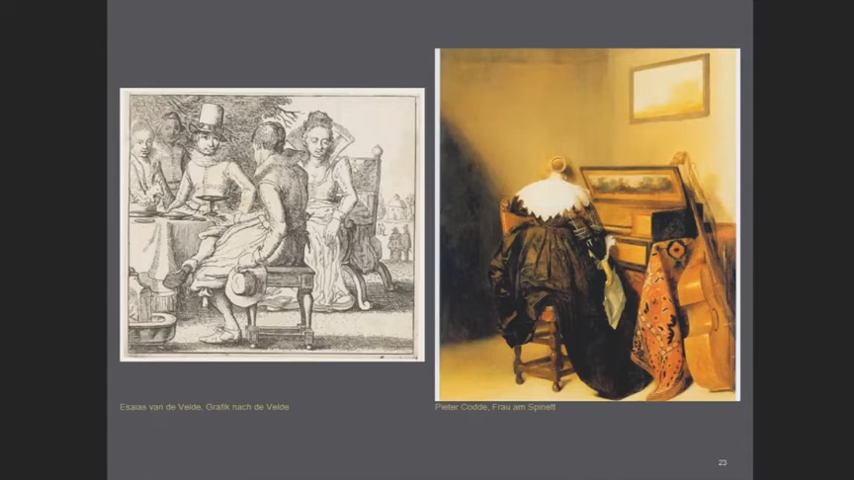 Esaias van de Velde, Grafik nach de Velde
Pieter Codde, Frau am Spinett
23